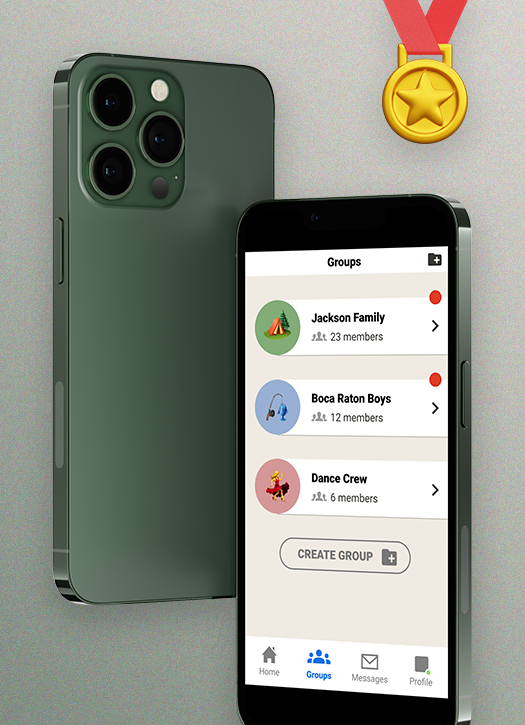 Groups
Jackson Family
23 members
Boca Raton Boys
12 members
Dance Crew
6 members
CREATE GROUP
Home
Groups
Messages
Profile